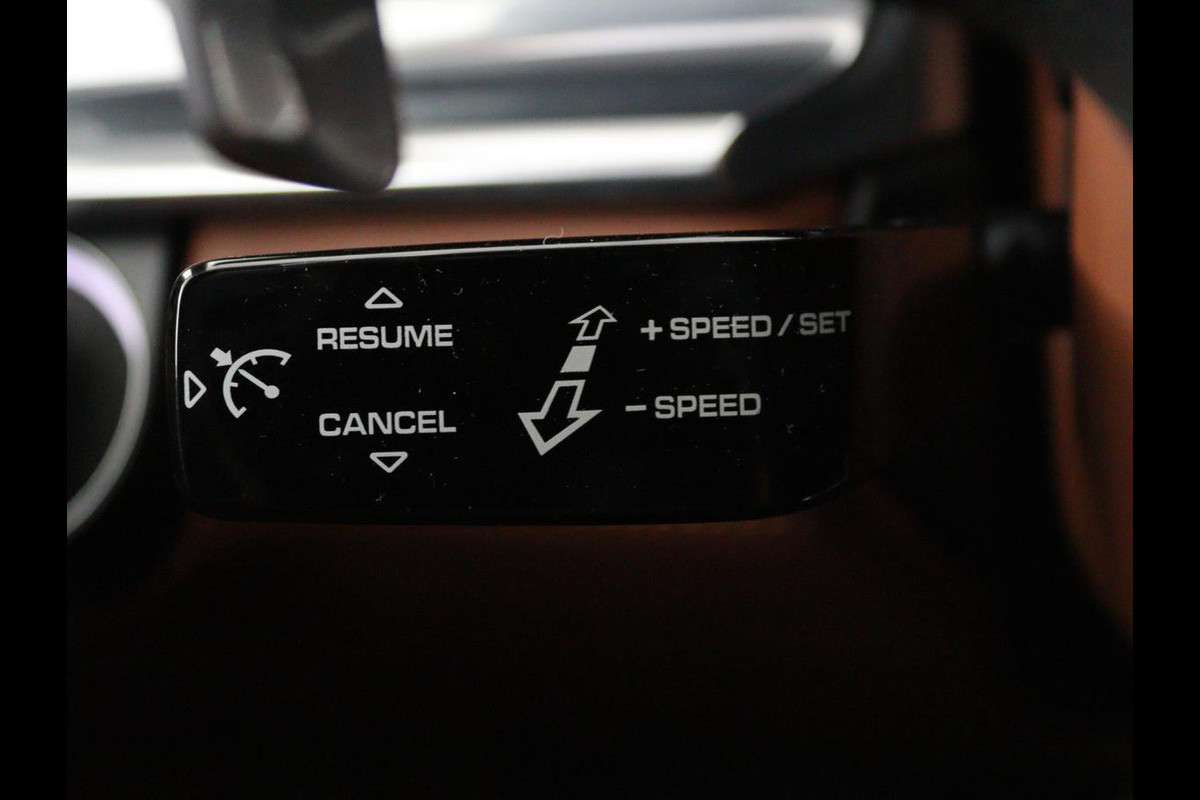 RESUME
CANCEL
+ SPEED / SET
- SPEED